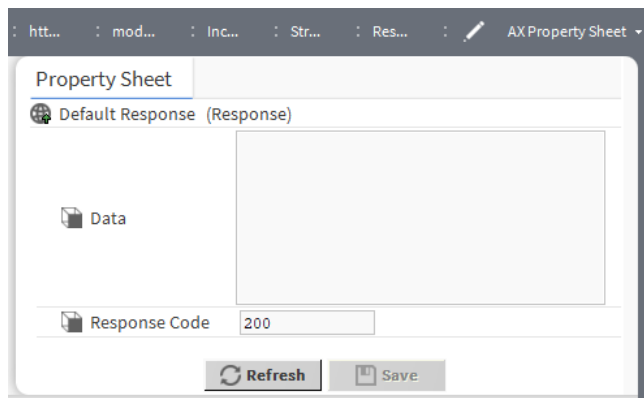 : htt... : mod... : Inc... : Str... : Res... : AX Property Sheet
Property Sheet
Default Response (Response)
Data
Response Code 200
Refresh Save